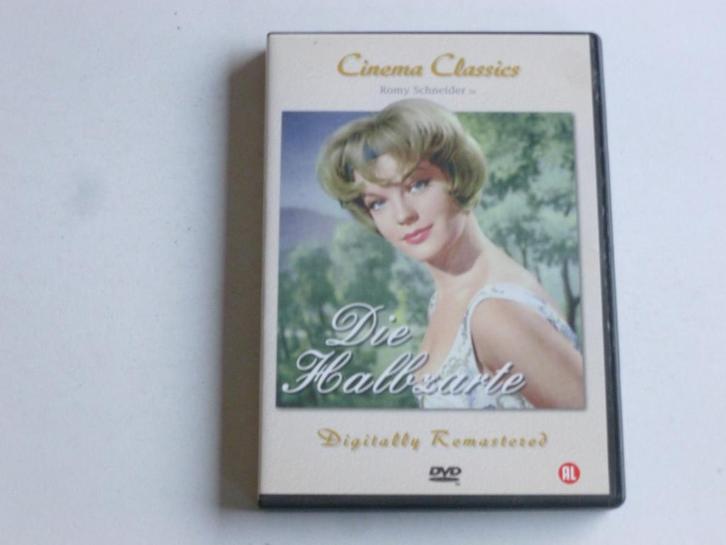 Cinema Classics
Romy Schneider in
Die
Halbzarte
Digitally Remastered
DVD
AL